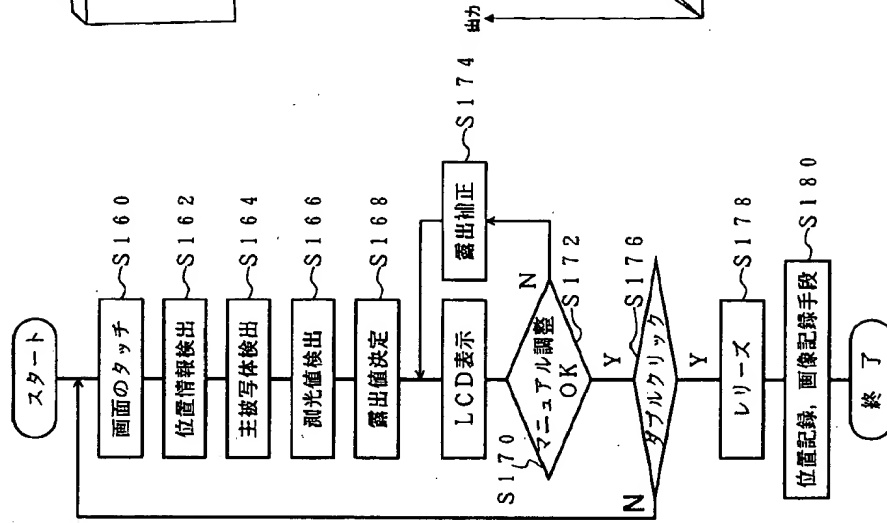 スタート
画面のタッチ
S160
位置情報検出
S162
主被写体検出
S164
測光値検出
S166
露出値決定
S168
LCD表示
S170
マニュアル調整
OK
S172
N
Y
露出補正
S174
ダブルクリック
S176
N
Y
レリーズ
S178
位置記録，画像記録手段
S180
終了
出力